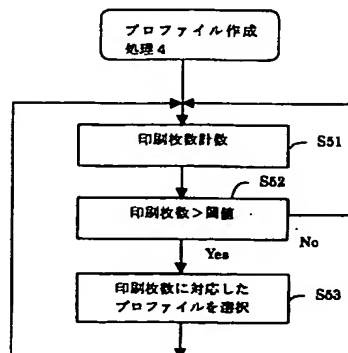 プロファイル作成
処理4
印刷枚数計数
S51
S52
印刷枚数>閾値
No
Yes
印刷枚数に対応した
プロファイルを選択
S53